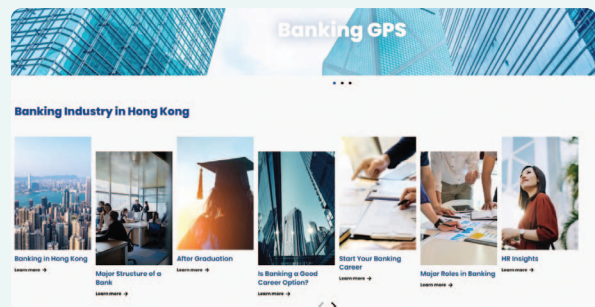 Banking GPS
Banking Industry in Hong Kong
Banking in Hong Kong
Learn more →
Major Structure of a
Bank
Learn more →
After Graduation
Learn more →
Is Banking a Good
Career Option?
Learn more →
Start Your Banking
Career
Learn more →
Major Roles in Banking
Learn more →
HR Insights
Learn more →